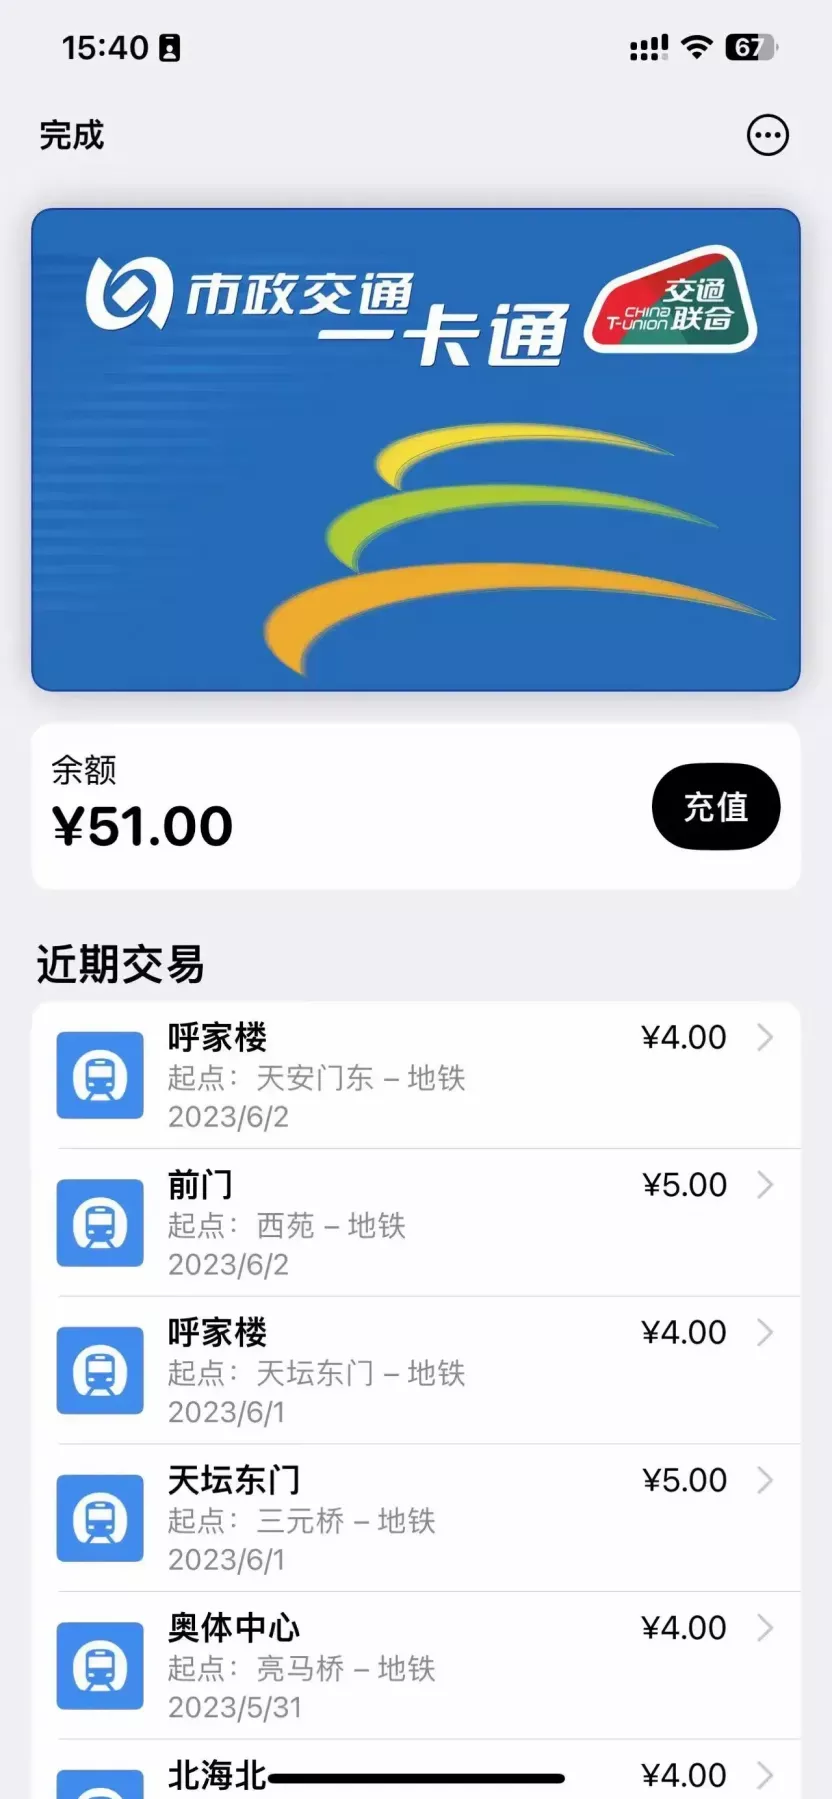 15:40
67
完成
市政交通
一卡通
交通
CHINA
T-UNION 联合
余额
¥51.00
充值
近期交易
呼家楼 ¥4.00
起点：天安门东 – 地铁
2023/6/2
前门 ¥5.00
起点：西苑 – 地铁
2023/6/2
呼家楼 ¥4.00
起点：天坛东门 – 地铁
2023/6/1
天坛东门 ¥5.00
起点：三元桥 – 地铁
2023/6/1
奥体中心 ¥4.00
起点：亮马桥 – 地铁
2023/5/31
北海北 ¥4.00